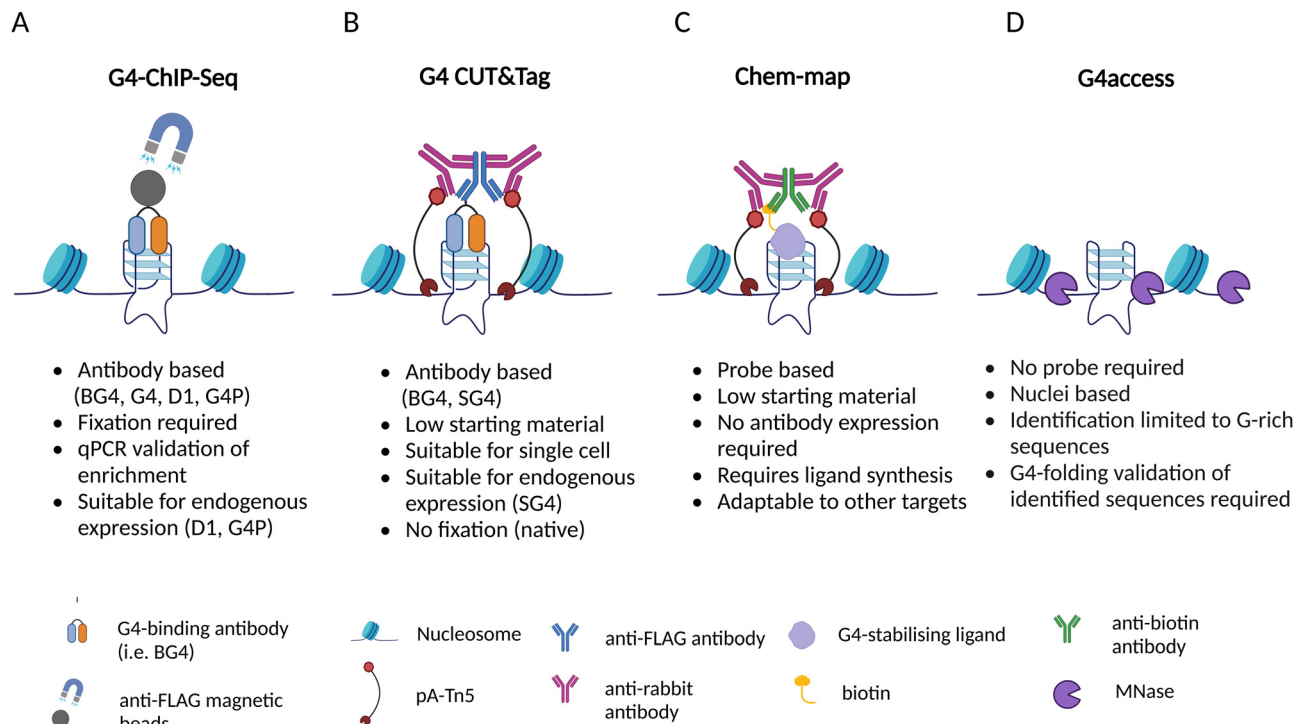 A
B
C
D
G4-ChIP-Seq
G4 CUT&Tag
Chem-map
G4access
• Antibody based
(BG4, G4, D1, G4P)
• Fixation required
• qPCR validation of
enrichment
• Suitable for endogenous
expression (D1, G4P)
• Antibody based
(BG4, SG4)
• Low starting material
• Suitable for single cell
• Suitable for endogenous
expression (SG4)
• No fixation (native)
• Probe based
• Low starting material
• No antibody expression
required
• Requires ligand synthesis
• Adaptable to other targets
• No probe required
• Nuclei based
• Identification limited to G-rich
sequences
• G4-folding validation of
identified sequences required
G4-binding antibody
(i.e. BG4)
anti-FLAG magnetic
beads
Nucleosome
pA-Tn5
anti-FLAG antibody
anti-rabbit
antibody
G4-stabilising ligand
biotin
anti-biotin
antibody
MNase